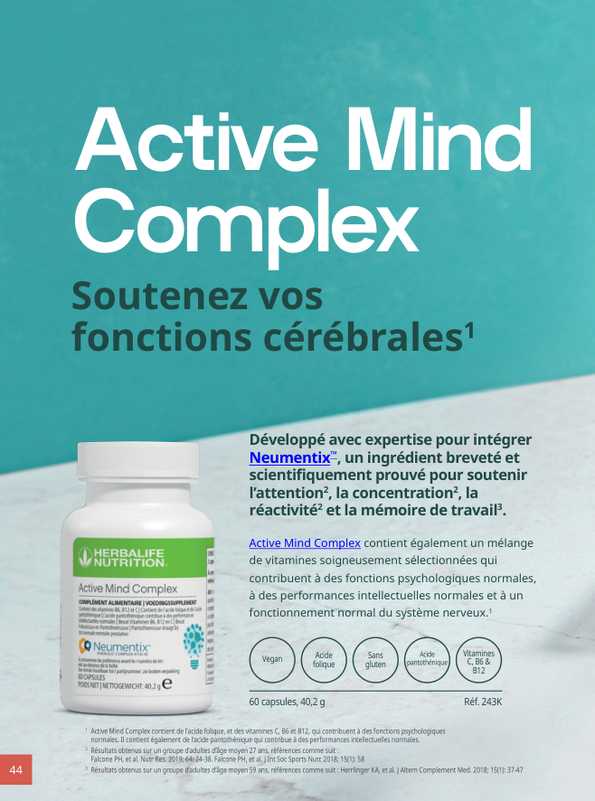 Active Mind
Complex
Soutenez vos
fonctions cérébrales¹
Développé avec expertise pour intégrer
Neumentix™, un ingrédient breveté et
scientifiquement prouvé pour soutenir
l'attention², la concentration², la
réactivité² et la mémoire de travail³.
Active Mind Complex contient également un mélange
de vitamines soigneusement sélectionnées qui
contribuent à des fonctions psychologiques normales,
à des performances intellectuelles normales et à un
fonctionnement normal du système nerveux.¹
Vegan
Acide
folique
Sans
gluten
Acide
pantothénique
Vitamines
C, B6 &
B12
60 capsules, 40,2 g
Réf. 243K
HERBALIFE
NUTRITION
Active Mind Complex
COMPLÉMENT ALIMENTAIRE | VOEDINGSSUPPLEMENT
Neumentix
60 CAPSULES
POIDS NET | NETTOGEWICHT: 40,2 g e
¹ Active Mind Complex contient de l'acide folique, et des vitamines C, B6 et B12, qui contribuent à des fonctions psychologiques
normales. Il contient également de l'acide pantothénique qui contribue à des performances intellectuelles normales.
Résultats obtenus sur un groupe d'adultes d'âge moyen 27 ans, références comme suit :
Falcone PH, et al. Nutr Res. 2019; 64: 24-38. Falcone PH, et al. J Int Soc Sports Nutr 2018; 15(1): 58
Résultats obtenus sur un groupe d'adultes d'âge moyen 59 ans, références comme suit : Herrlinger KA, et al. J Altern Complement Med. 2018; 15(1): 37-47
44